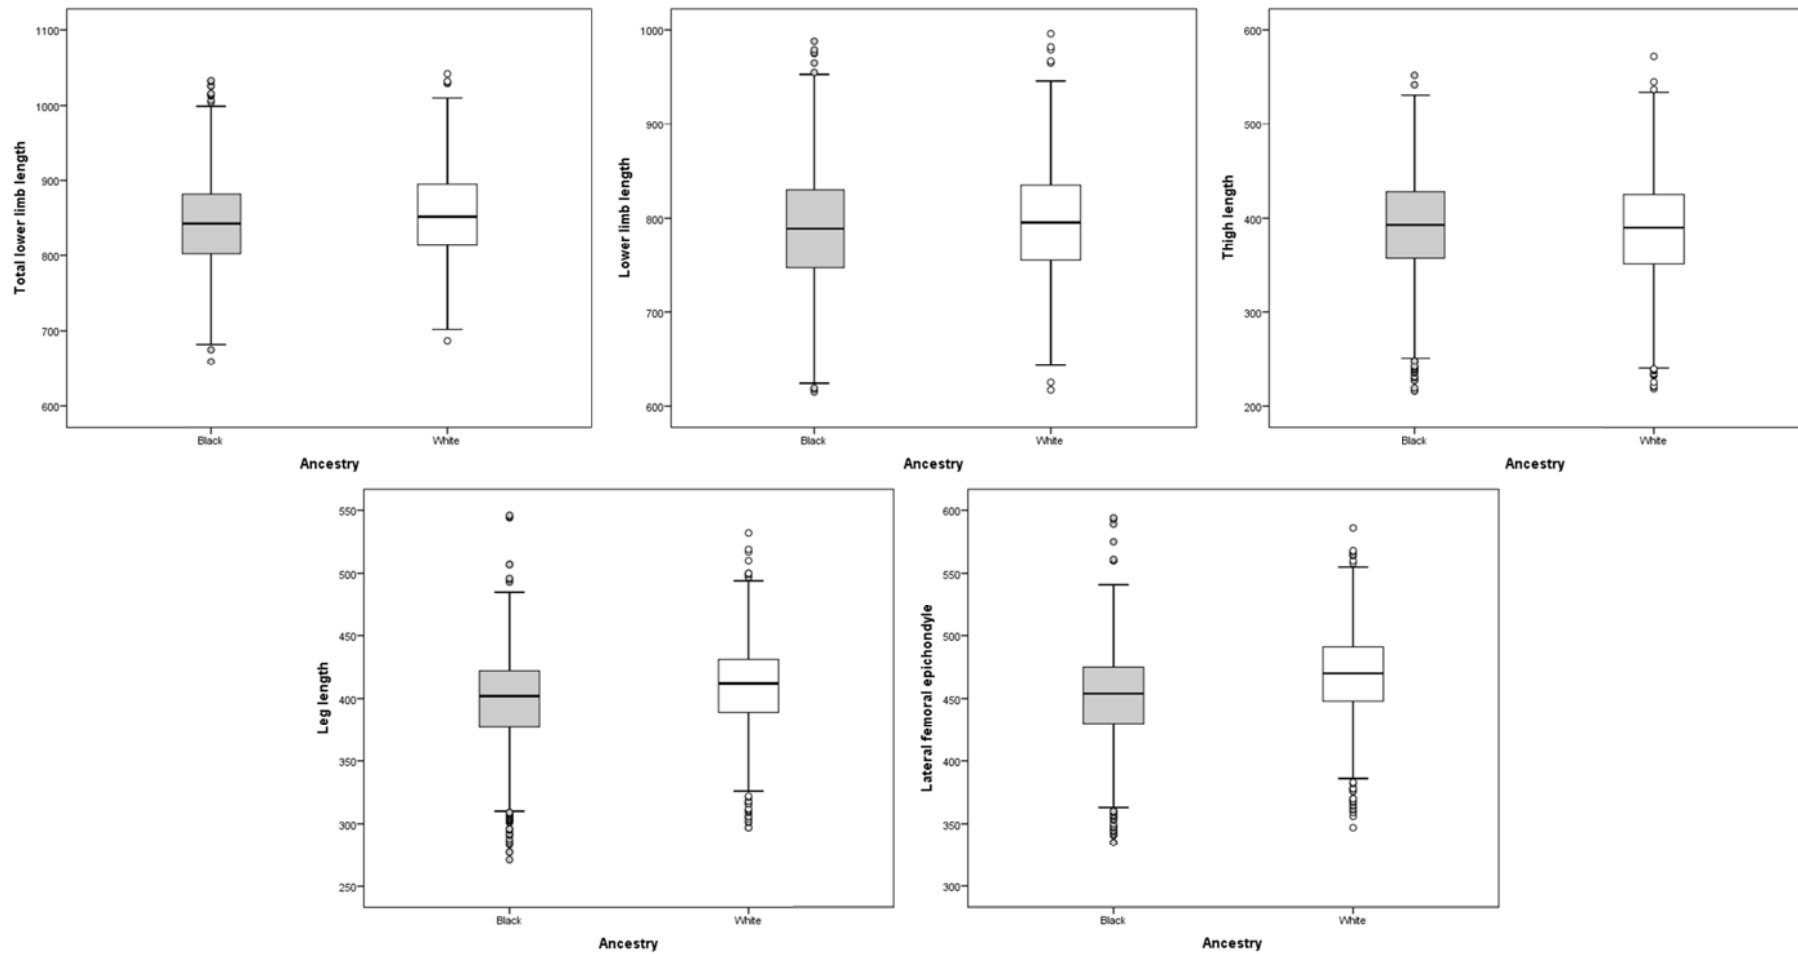 Total lower limb length
1100
1000
900
800
700
600
Black
White
Ancestry
Lower limb length
1000
900
800
700
600
Black
White
Ancestry
Thigh length
600
500
400
300
200
Black
White
Ancestry
Leg length
550
500
450
400
350
300
250
Black
White
Ancestry
Lateral femoral epichondyle
600
550
500
450
400
350
300
Black
White
Ancestry